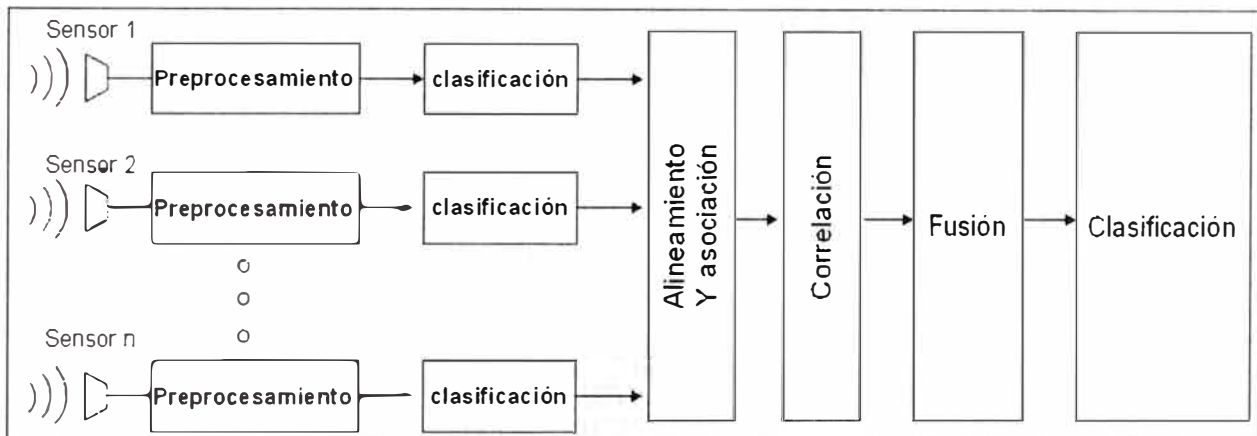 Sensor 1
Preprocesamiento
clasificación
Sensor 2
Preprocesamiento
clasificación
Sensor n
Preprocesamiento
clasificación
Alineamiento
Y asociación
Correlación
Fusión
Clasificación